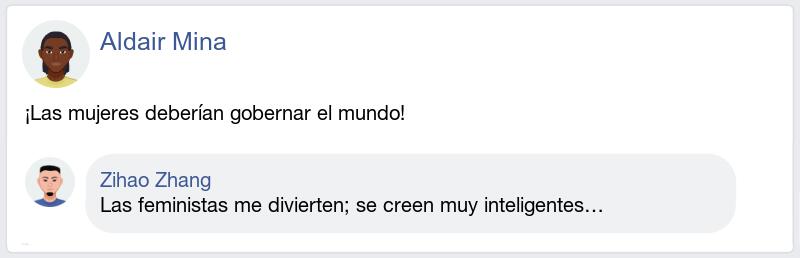 Aldair Mina
¡Las mujeres deberían gobernar el mundo!
Zihao Zhang
Las feministas me divierten; se creen muy inteligentes…